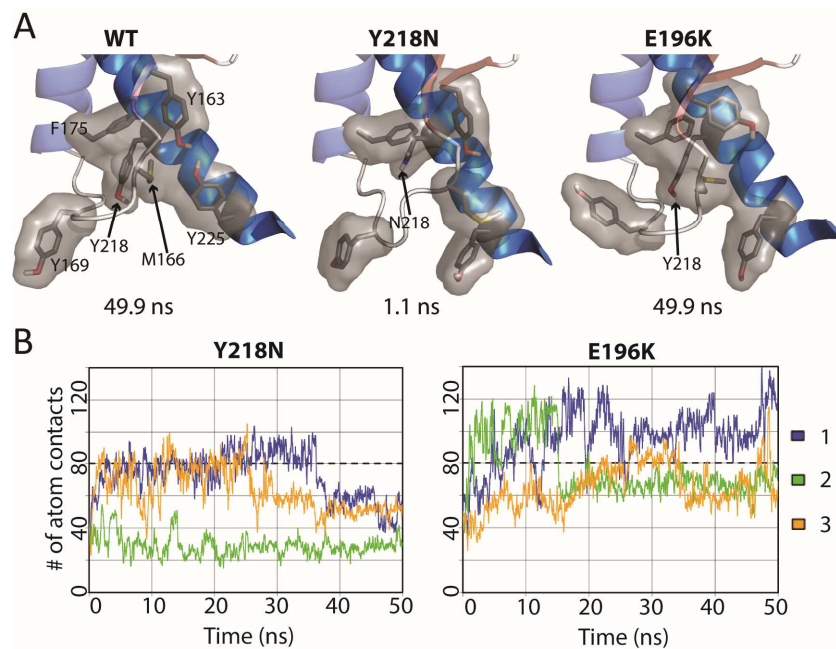 A
WT
Y218N
E196K
Y163
F175
Y218
M166
Y225
Y169
N218
Y218
49.9 ns
1.1 ns
49.9 ns
B
Y218N
E196K
# of atom contacts
120
80
40
0
120
80
40
0
0 10 20 30 40 50
0 10 20 30 40 50
Time (ns)
Time (ns)
1
2
3